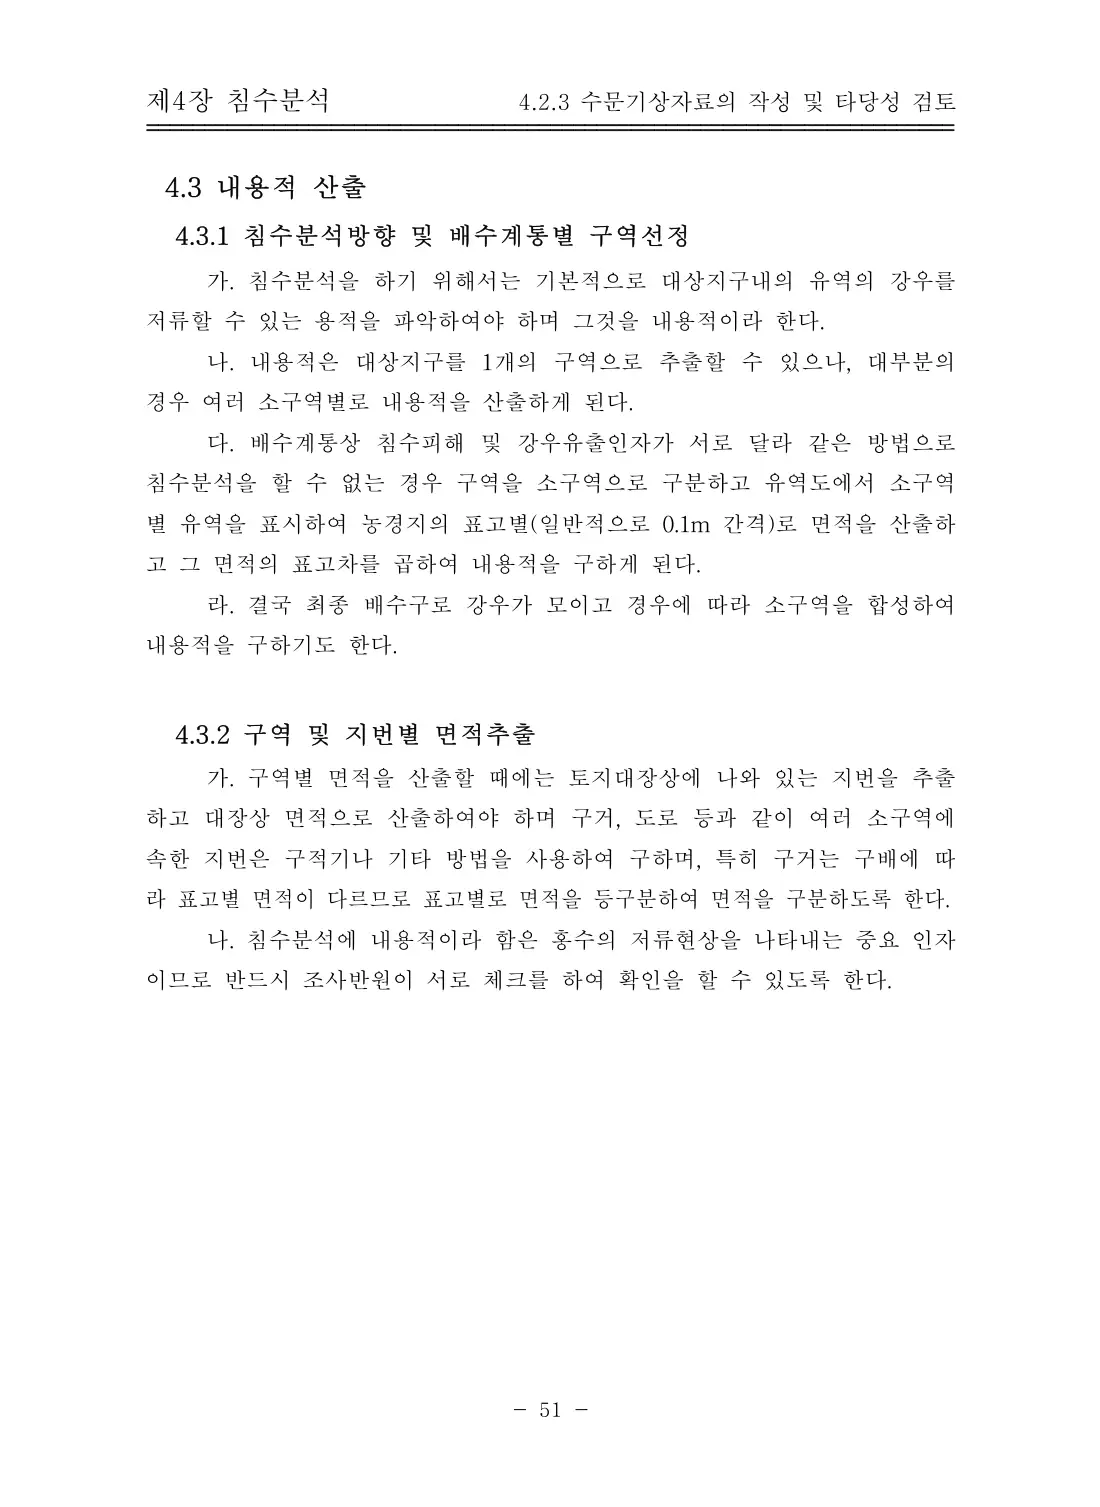 제4장 침수분석
4.2.3 수문기상자료의 작성 및 타당성 검토
4.3 내용적 산출
4.3.1 침수분석방향 및 배수계통별 구역선정
가. 침수분석을 하기 위해서는 기본적으로 대상지구내의 유역의 강우를
저류할 수 있는 용적을 파악하여야 하며 그것을 내용적이라 한다.
나. 내용적은 대상지구를 1개의 구역으로 추출할 수 있으나, 대부분의
경우 여러 소구역별로 내용적을 산출하게 된다.
다. 배수계통상 침수피해 및 강우유출인자가 서로 달라 같은 방법으로
침수분석을 할 수 없는 경우 구역을 소구역으로 구분하고 유역도에서 소구역
별 유역을 표시하여 농경지의 표고별(일반적으로 0.1m 간격)로 면적을 산출하
고 그 면적의 표고차를 곱하여 내용적을 구하게 된다.
라. 결국 최종 배수구로 강우가 모이고 경우에 따라 소구역을 합성하여
내용적을 구하기도 한다.
4.3.2 구역 및 지번별 면적추출
가. 구역별 면적을 산출할 때에는 토지대장상에 나와 있는 지번을 추출
하고 대장상 면적으로 산출하여야 하며 구거, 도로 등과 같이 여러 소구역에
속한 지번은 구적기나 기타 방법을 사용하여 구하며, 특히 구거는 구배에 따
라 표고별 면적이 다르므로 표고별로 면적을 등구분하여 면적을 구분하도록 한다.
나. 침수분석에 내용적이라 함은 홍수의 저류현상을 나타내는 중요 인자
이므로 반드시 조사반원이 서로 체크를 하여 확인을 할 수 있도록 한다.
- 51 -